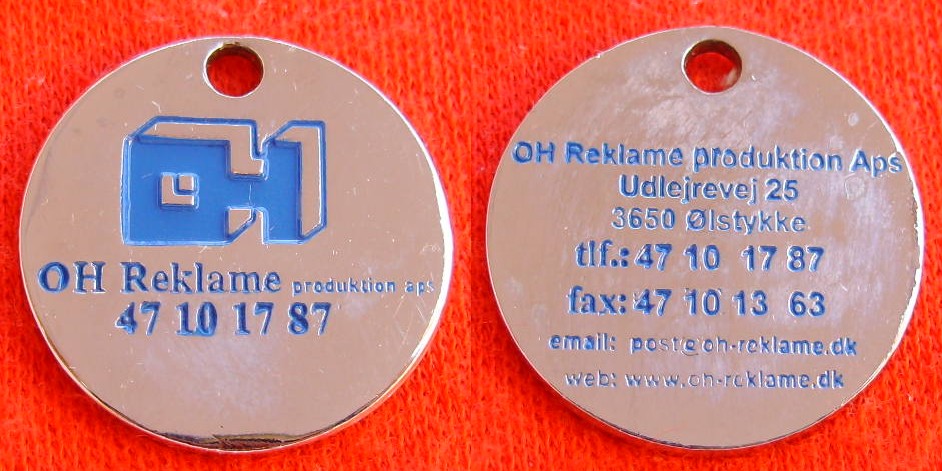 OH
OH Reklame produktion aps
47 10 17 87
OH Reklame produktion Aps
Udlejrevej 25
3650 Ølstykke
tlf.: 47 10 17 87
fax: 47 10 13 63
email: post@oh-reklame.dk
web: www.oh-reklame.dk